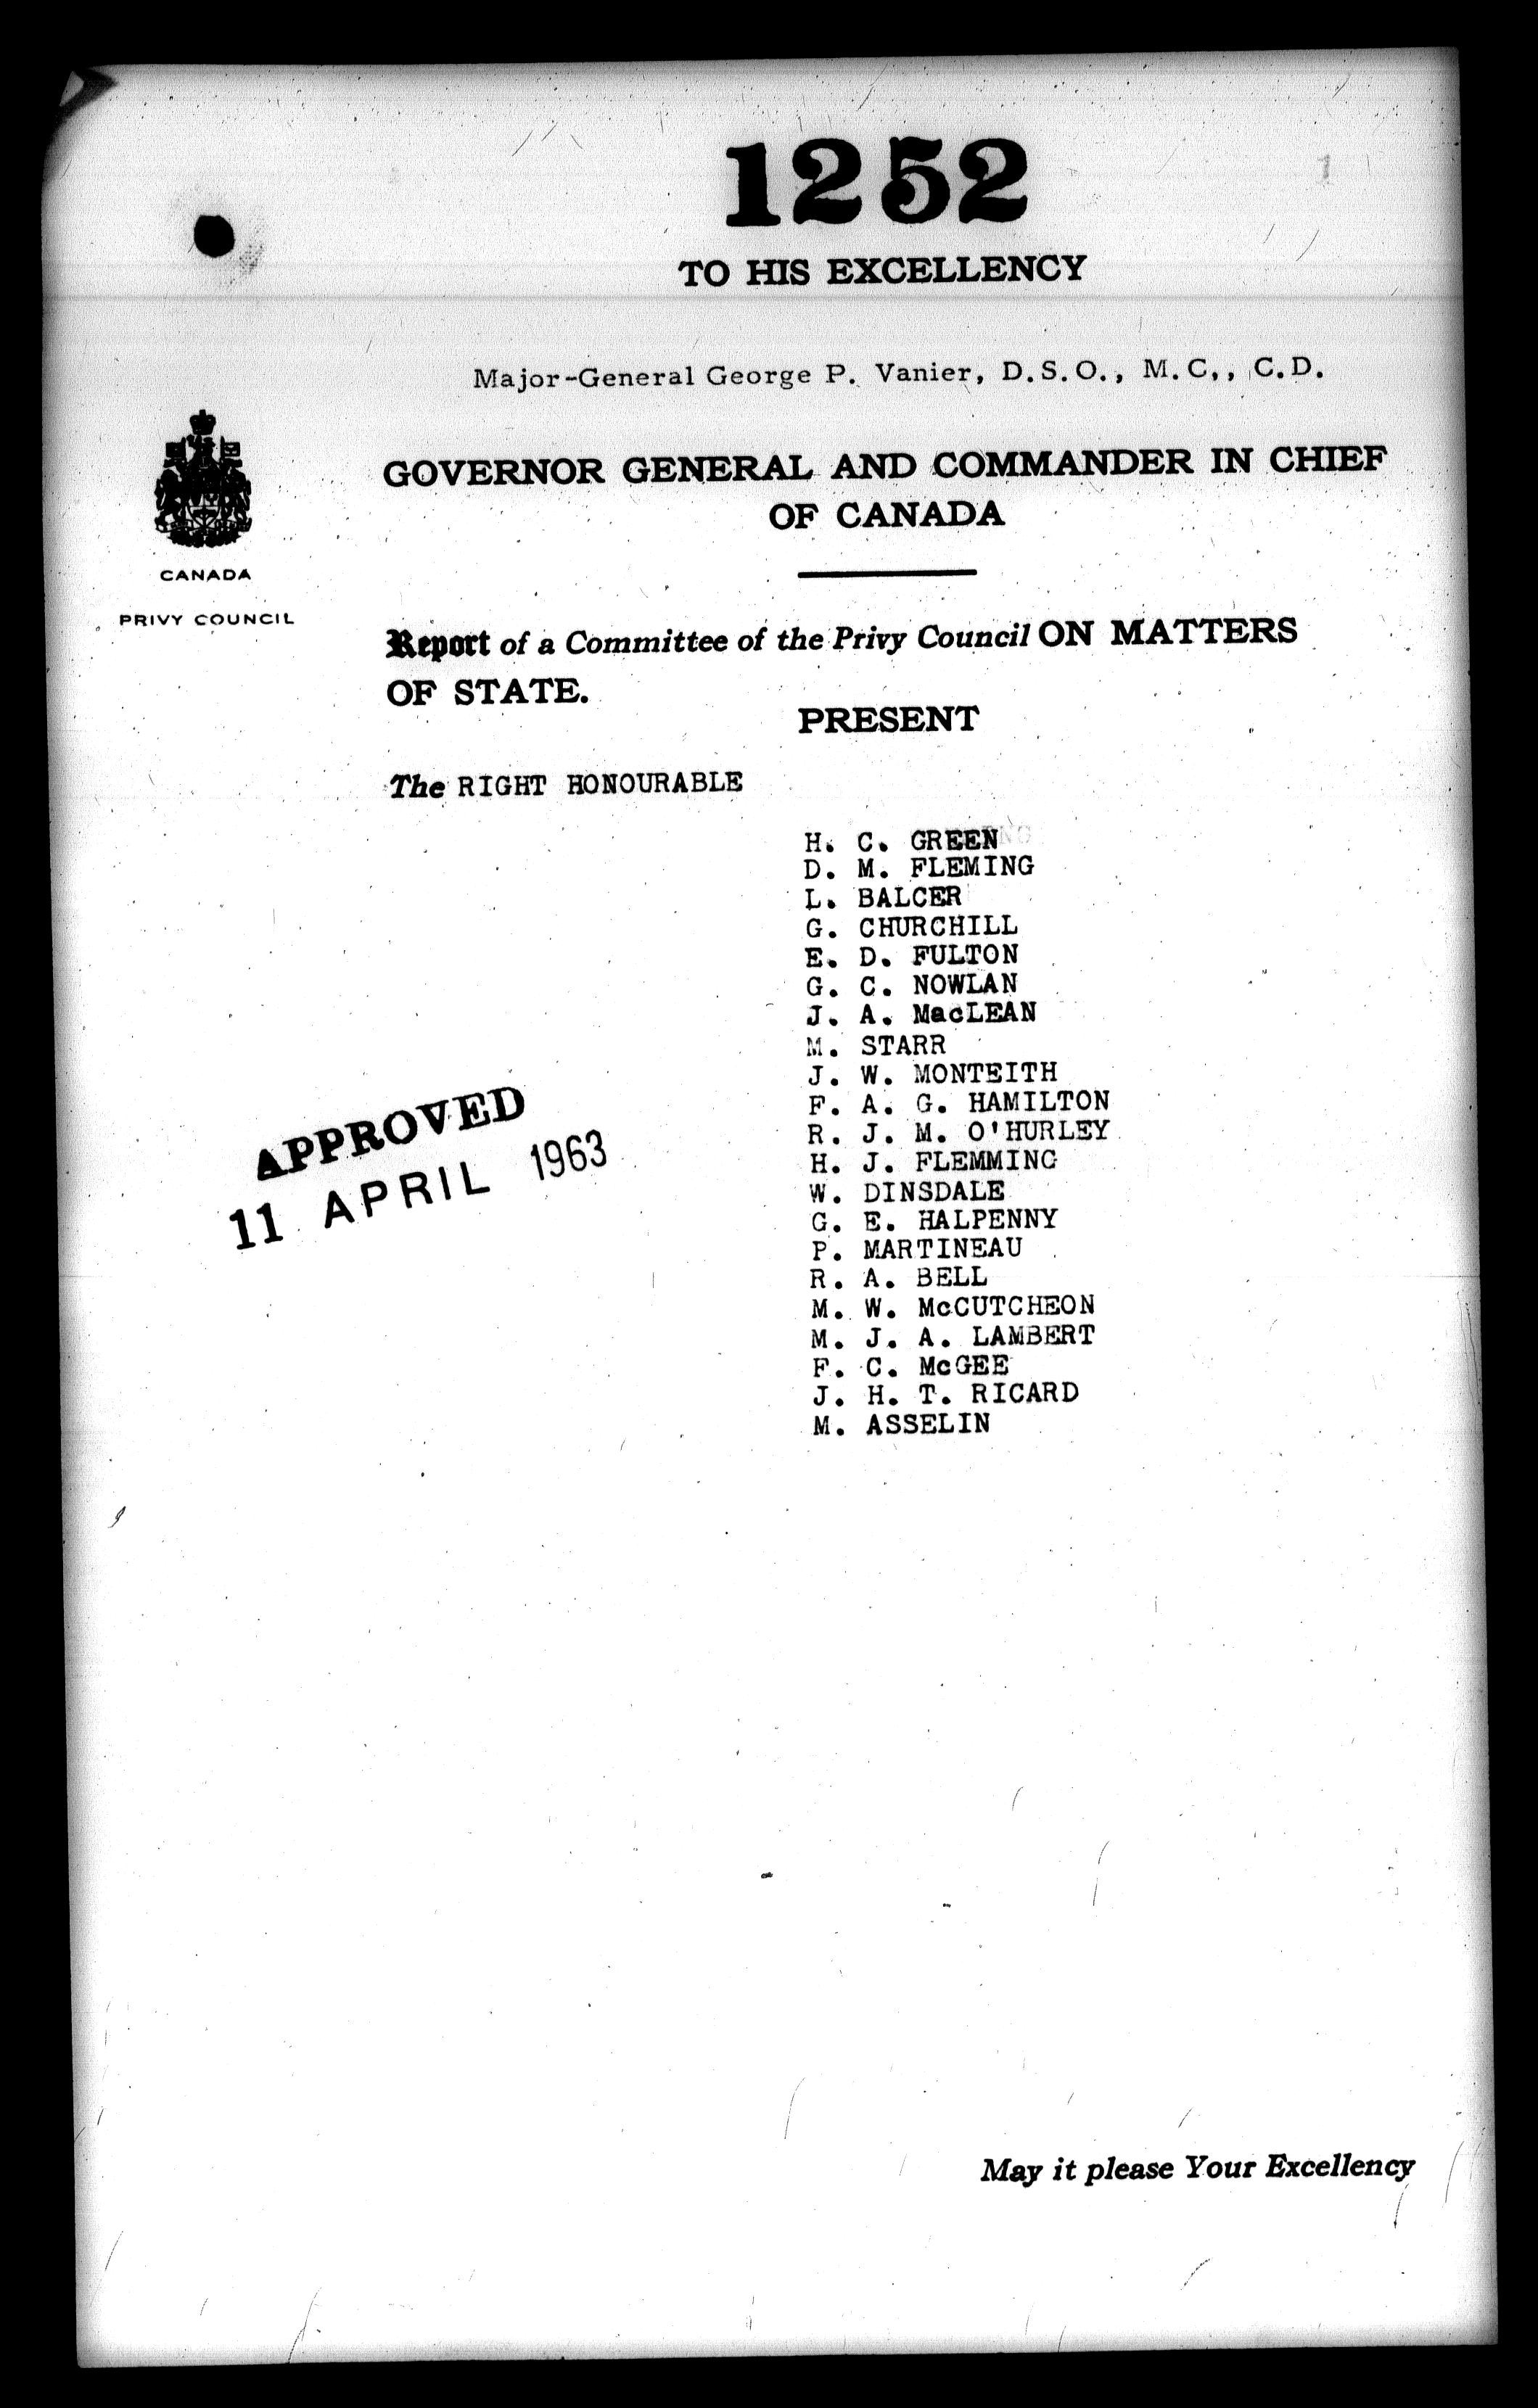 1252
TO HIS EXCELLENCY
Major-General George P. Vanier, D.S.O., M.C,, C.D.
GOVERNOR GENERAL AND COMMANDER IN CHIEF
OF CANADA
CANADA
PRIVY COUNCIL
Report of a Committee of the Privy Council ON MATTERS
OF STATE.
PRESENT
The RIGHT HONOURABLE
H. C. GREEN
D. M. FLEMING
L. BALCER
G. CHURCHILL
E. D. FULTON
G. C. NOWLAN
J. A. MacLEAN
M. STARR
J. W. MONTEITH
F. A. G. HAMILTON
R. J. M. O'HURLEY
H. J. FLEMMING
W. DINSDALE
G. E. HALPENNY
P. MARTINEAU
R. A. BELL
M. W. McCUTCHEON
M. J. A. LAMBERT
F. C. McGEE
J. H. T. RICARD
M. ASSELIN
APPROVED
11 APRIL 1963
May it please Your Excellency